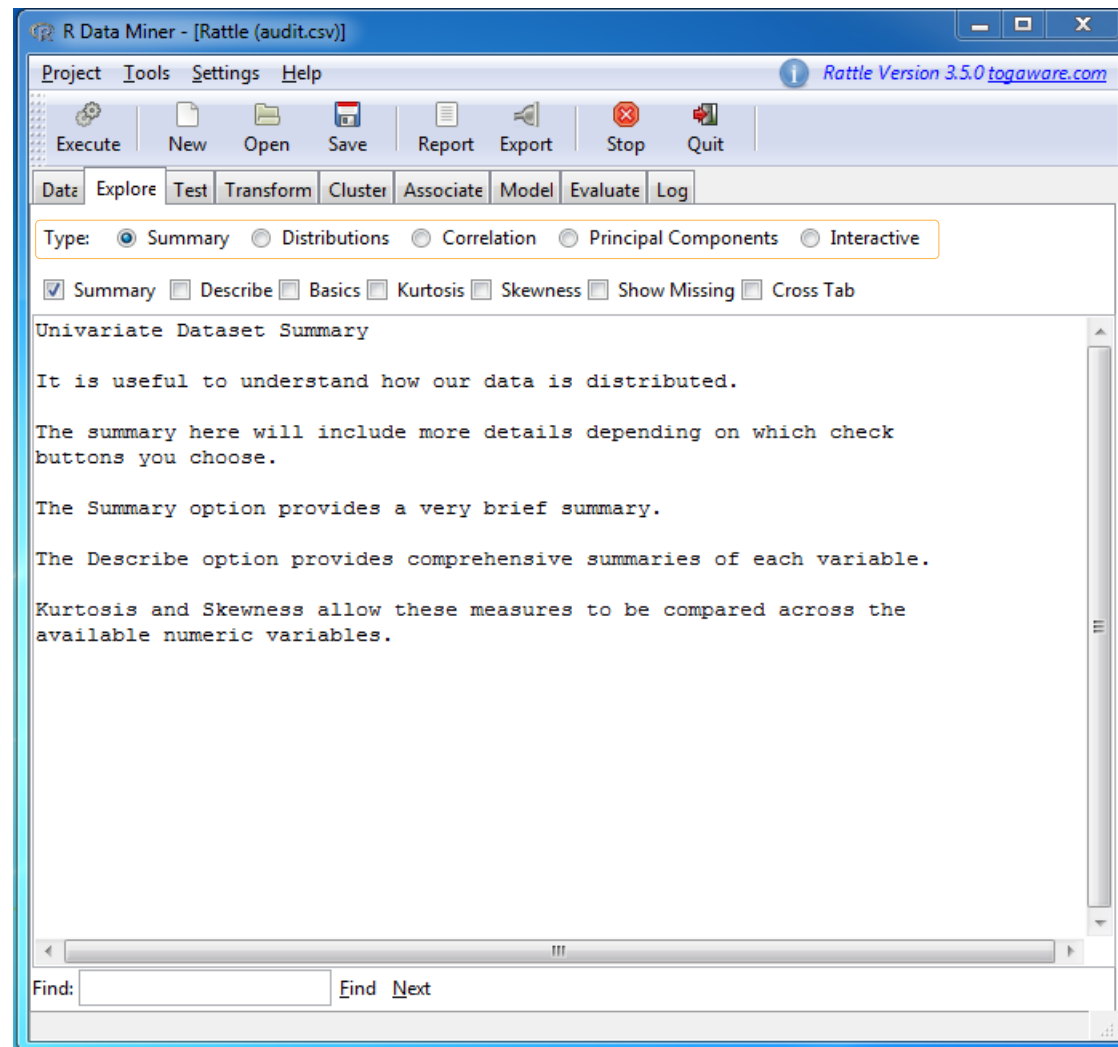 R Data Miner - [Rattle (audit.csv)]
Project Tools Settings Help Rattle Version 3.5.0 togaware.com
Execute New Open Save Report Export Stop Quit
Data Explore Test Transform Cluster Associate Model Evaluate Log
Type: Summary Distributions Correlation Principal Components Interactive
Summary Describe Basics Kurtosis Skewness Show Missing Cross Tab
Univariate Dataset Summary
It is useful to understand how our data is distributed.
The summary here will include more details depending on which check
buttons you choose.
The Summary option provides a very brief summary.
The Describe option provides comprehensive summaries of each variable.
Kurtosis and Skewness allow these measures to be compared across the
available numeric variables.
Find: Find Next